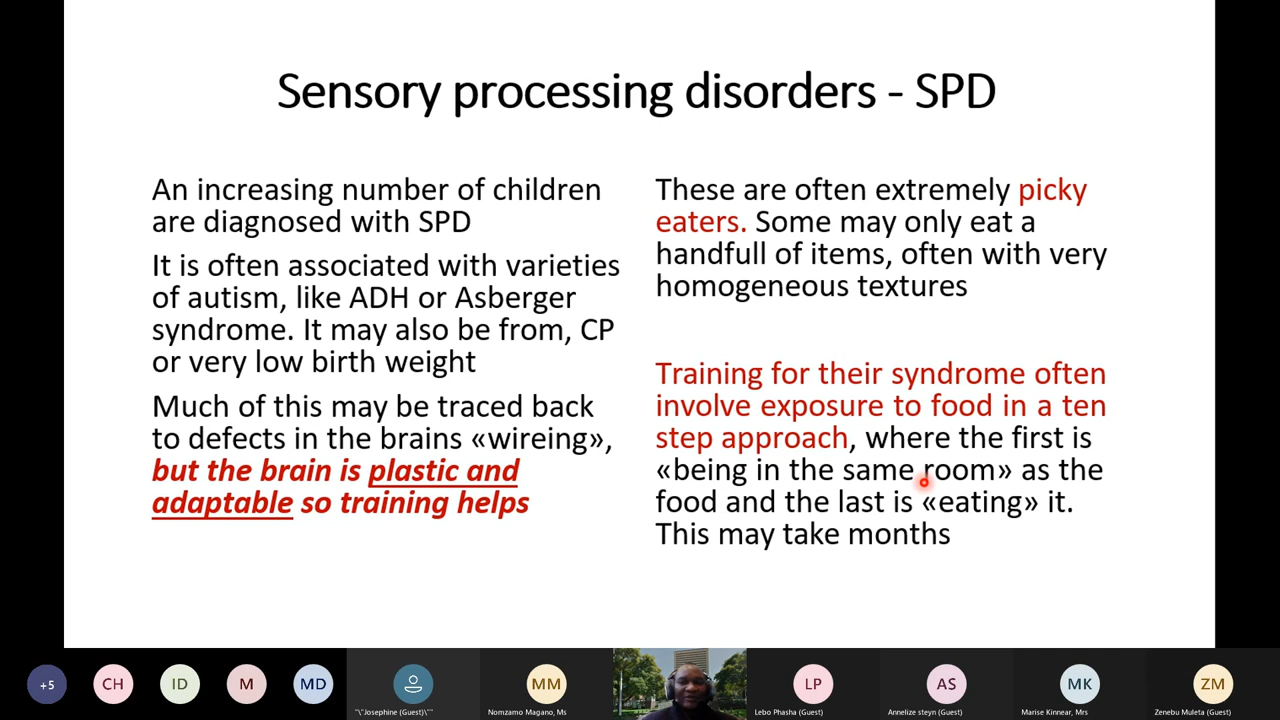 Sensory processing disorders - SPD
An increasing number of children
are diagnosed with SPD
It is often associated with varieties
of autism, like ADH or Asberger
syndrome. It may also be from, CP
or very low birth weight
Much of this may be traced back
to defects in the brains «wireing»,
but the brain is plastic and
adaptable so training helps
These are often extremely picky
eaters. Some may only eat a
handfull of items, often with very
homogeneous textures
Training for their syndrome often
involve exposure to food in a ten
step approach, where the first is
«being in the same room» as the
food and the last is «eating» it.
This may take months
+5
CH
ID
M
MD
"\"Josephine (Guest)\""
MM
Nomzamo Magano, Ms
LP
Lebo Phasha (Guest)
AS
Annelize steyn (Guest)
MK
Marise Kinnear, Mrs
ZM
Zenebu Muleta (Guest)